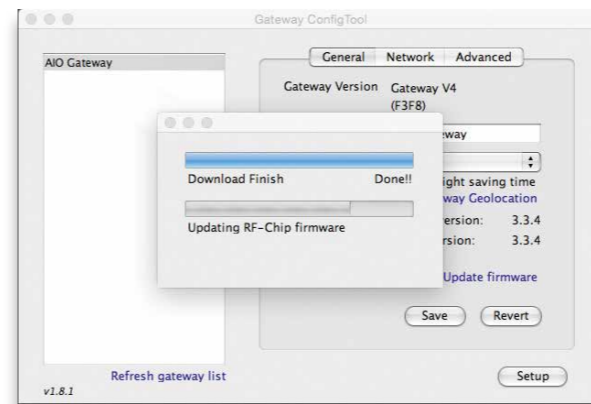 Gateway ConfigTool
AIO Gateway
General Network Advanced
Gateway Version Gateway V4
(F3F8)
way
Download Finish Done!!
ight saving time
way Geolocation
Updating RF-Chip firmware
ersion: 3.3.4
rsion: 3.3.4
Update firmware
Save Revert
Refresh gateway list
Setup
v1.8.1